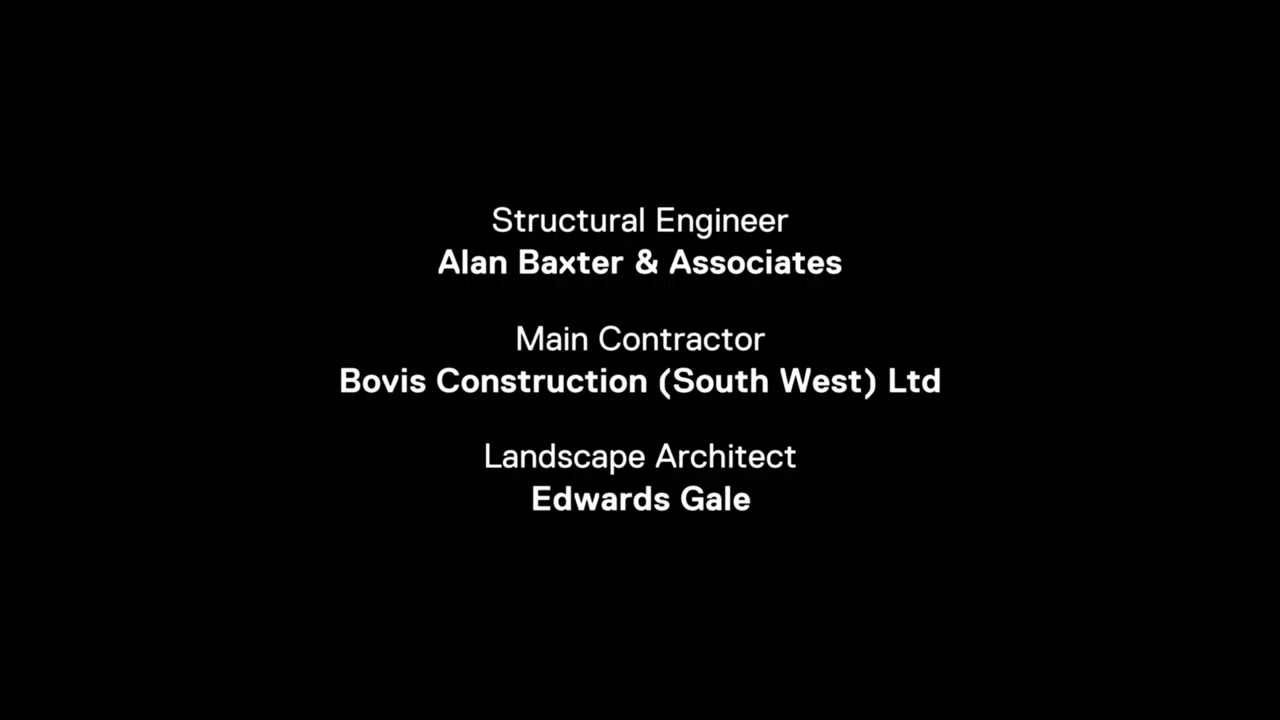 Structural Engineer
Alan Baxter & Associates
Main Contractor
Bovis Construction (South West) Ltd
Landscape Architect
Edwards Gale